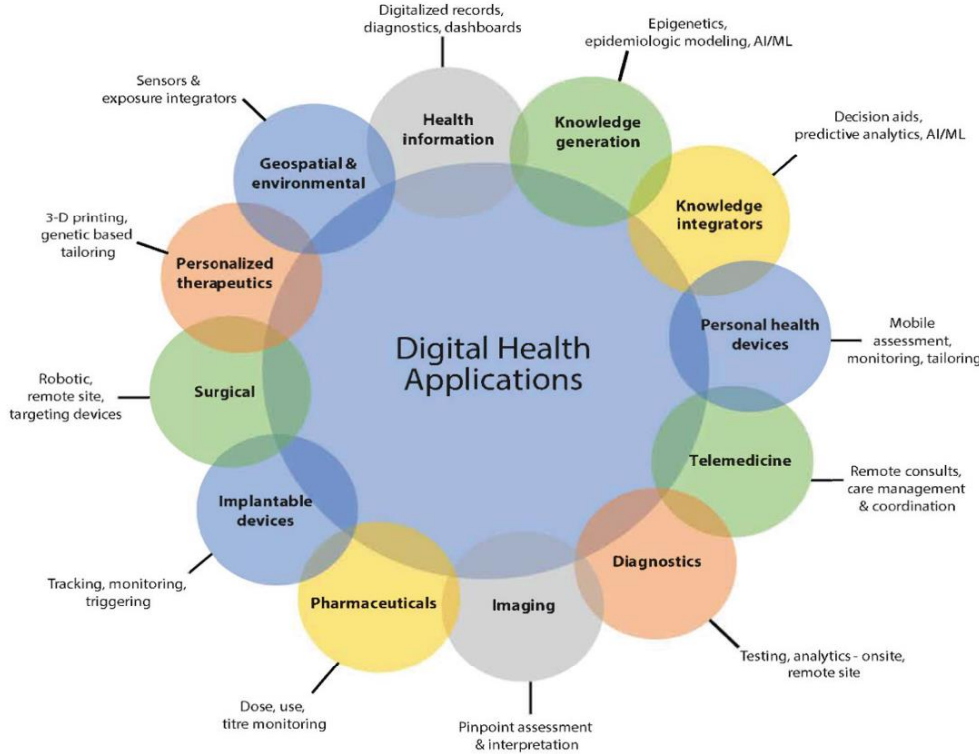 Digital Health
Applications
Digitalized records,
diagnostics, dashboards
Health
information
Epigenetics,
epidemiologic modeling, AI/ML
Knowledge
generation
Decision aids,
predictive analytics, AI/ML
Knowledge
integrators
Personal health
devices
Mobile
assessment,
monitoring, tailoring
Telemedicine
Remote consults,
care management
& coordination
Diagnostics
Testing, analytics - onsite,
remote site
Imaging
Pinpoint assessment
& interpretation
Pharmaceuticals
Dose, use,
titre monitoring
Implantable
devices
Tracking, monitoring,
triggering
Surgical
Robotic,
remote site,
targeting devices
Personalized
therapeutics
3-D printing,
genetic based
tailoring
Geospatial &
environmental
Sensors &
exposure integrators